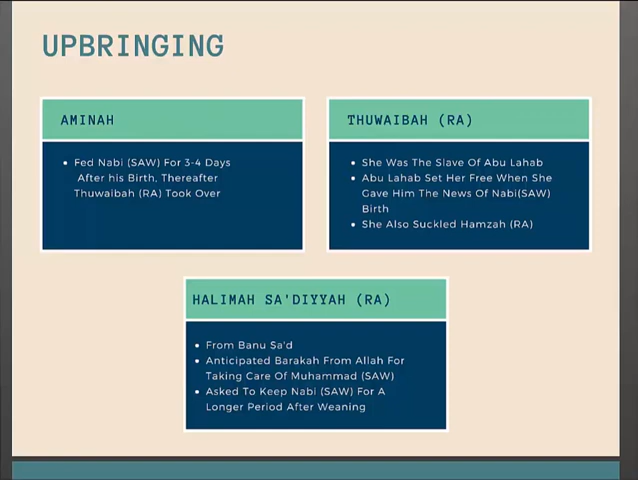 UPBRINGING
AMINAH
• Fed Nabi (SAW) For 3-4 Days
After his Birth, Thereafter
Thuwaibah (RA) Took Over
THUWAIBAH (RA)
• She Was The Slave Of Abu Lahab
• Abu Lahab Set Her Free When She
Gave Him The News Of Nabi(SAW)
Birth
• She Also Suckled Hamzah (RA)
HALIMAH SA'DIYYAH (RA)
• From Banu Sa'd
• Anticipated Barakah From Allah For
Taking Care Of Muhammad (SAW)
• Asked To Keep Nabi (SAW) For A
Longer Period After Weaning